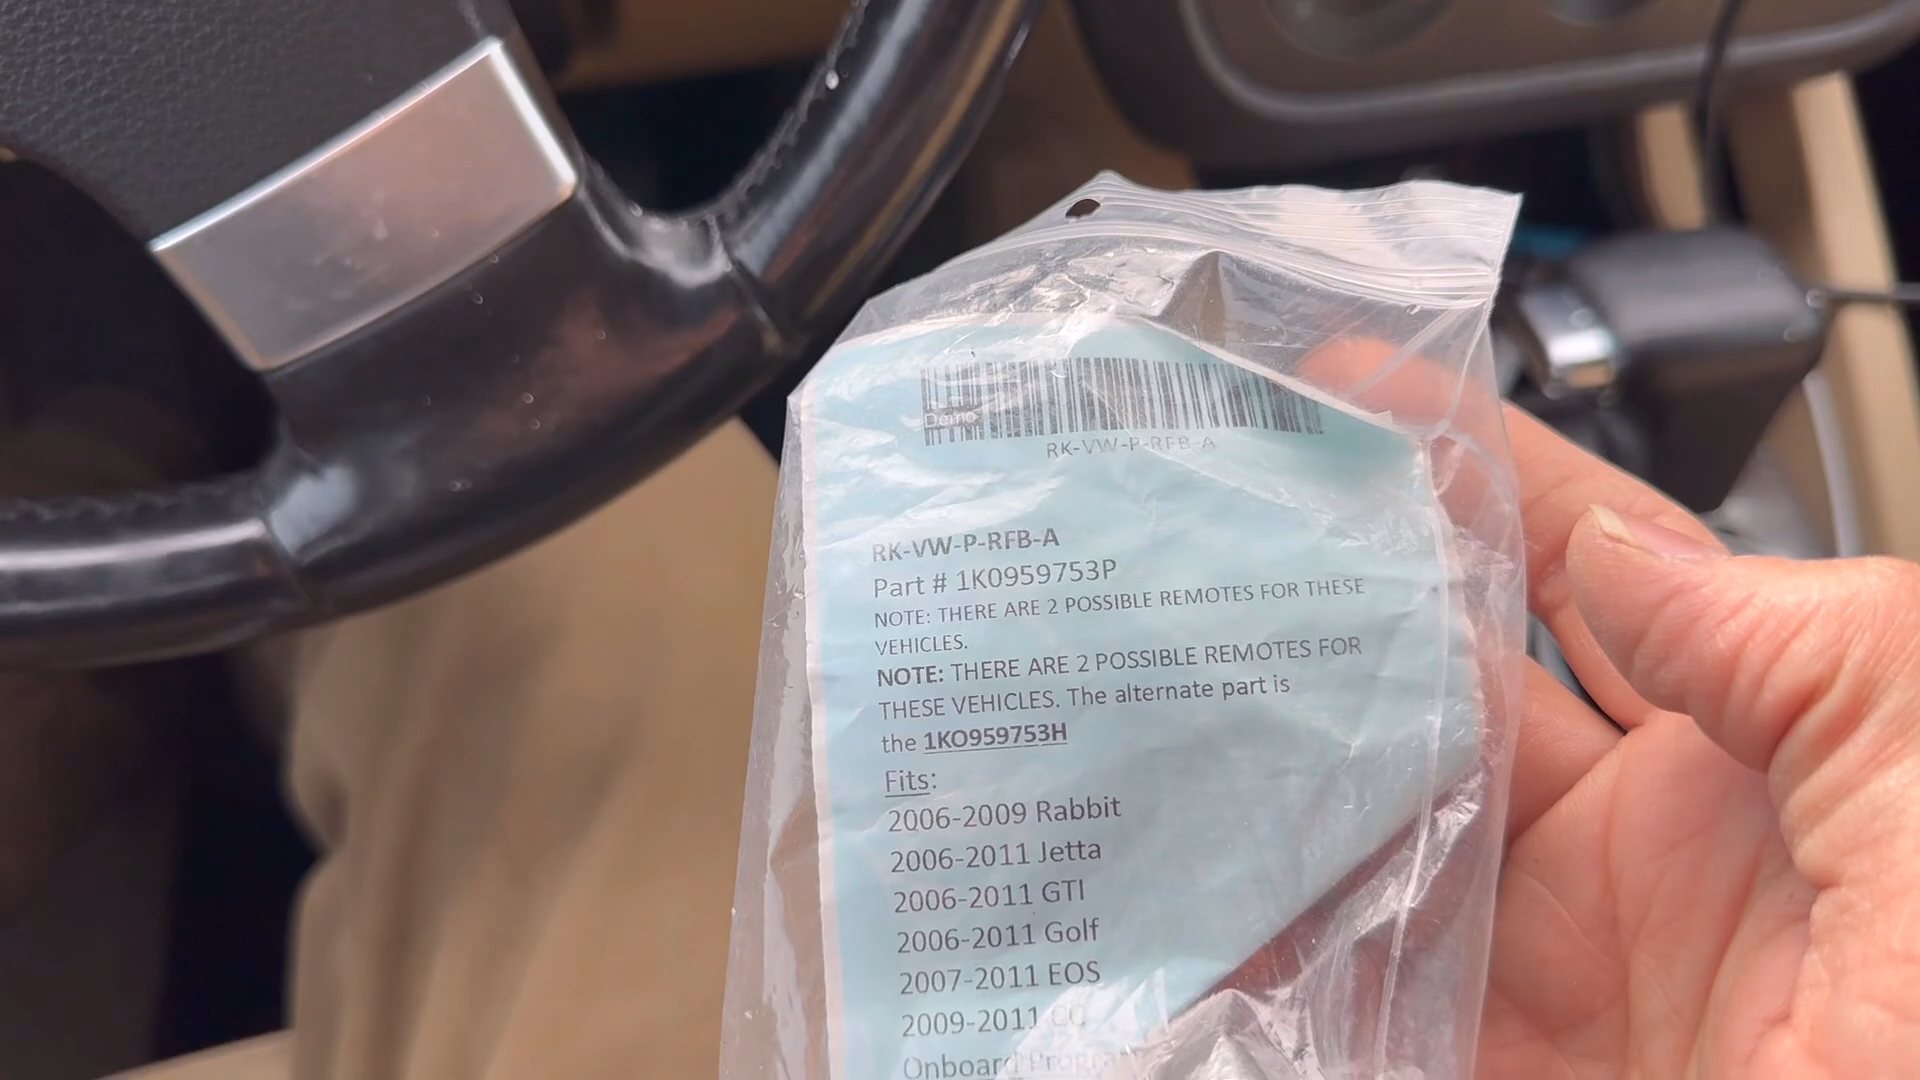 Demo
RK-VW-P-RFB-A
RK-VW-P-RFB-A
Part # 1K0959753P
NOTE: THERE ARE 2 POSSIBLE REMOTES FOR THESE
VEHICLES.
NOTE: THERE ARE 2 POSSIBLE REMOTES FOR
THESE VEHICLES. The alternate part is
the 1KO959753H
Fits:
2006-2009 Rabbit
2006-2011 Jetta
2006-2011 GTI
2006-2011 Golf
2007-2011 EOS
2009-2011 CC
Onboard